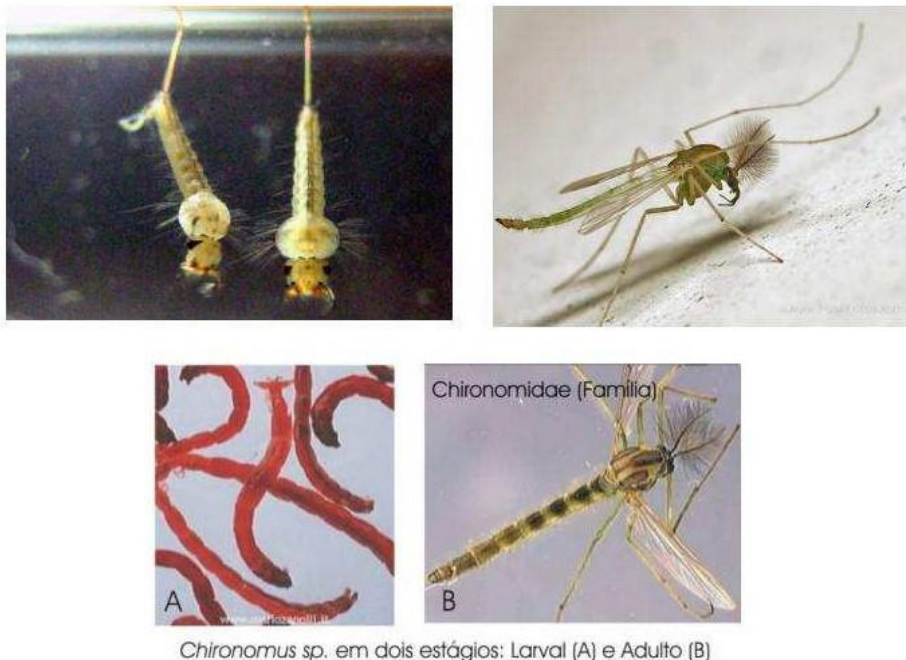 Chironomidae (Família)
A
B
Chironomus sp. em dois estágios: Larval (A) e Adulto (B)